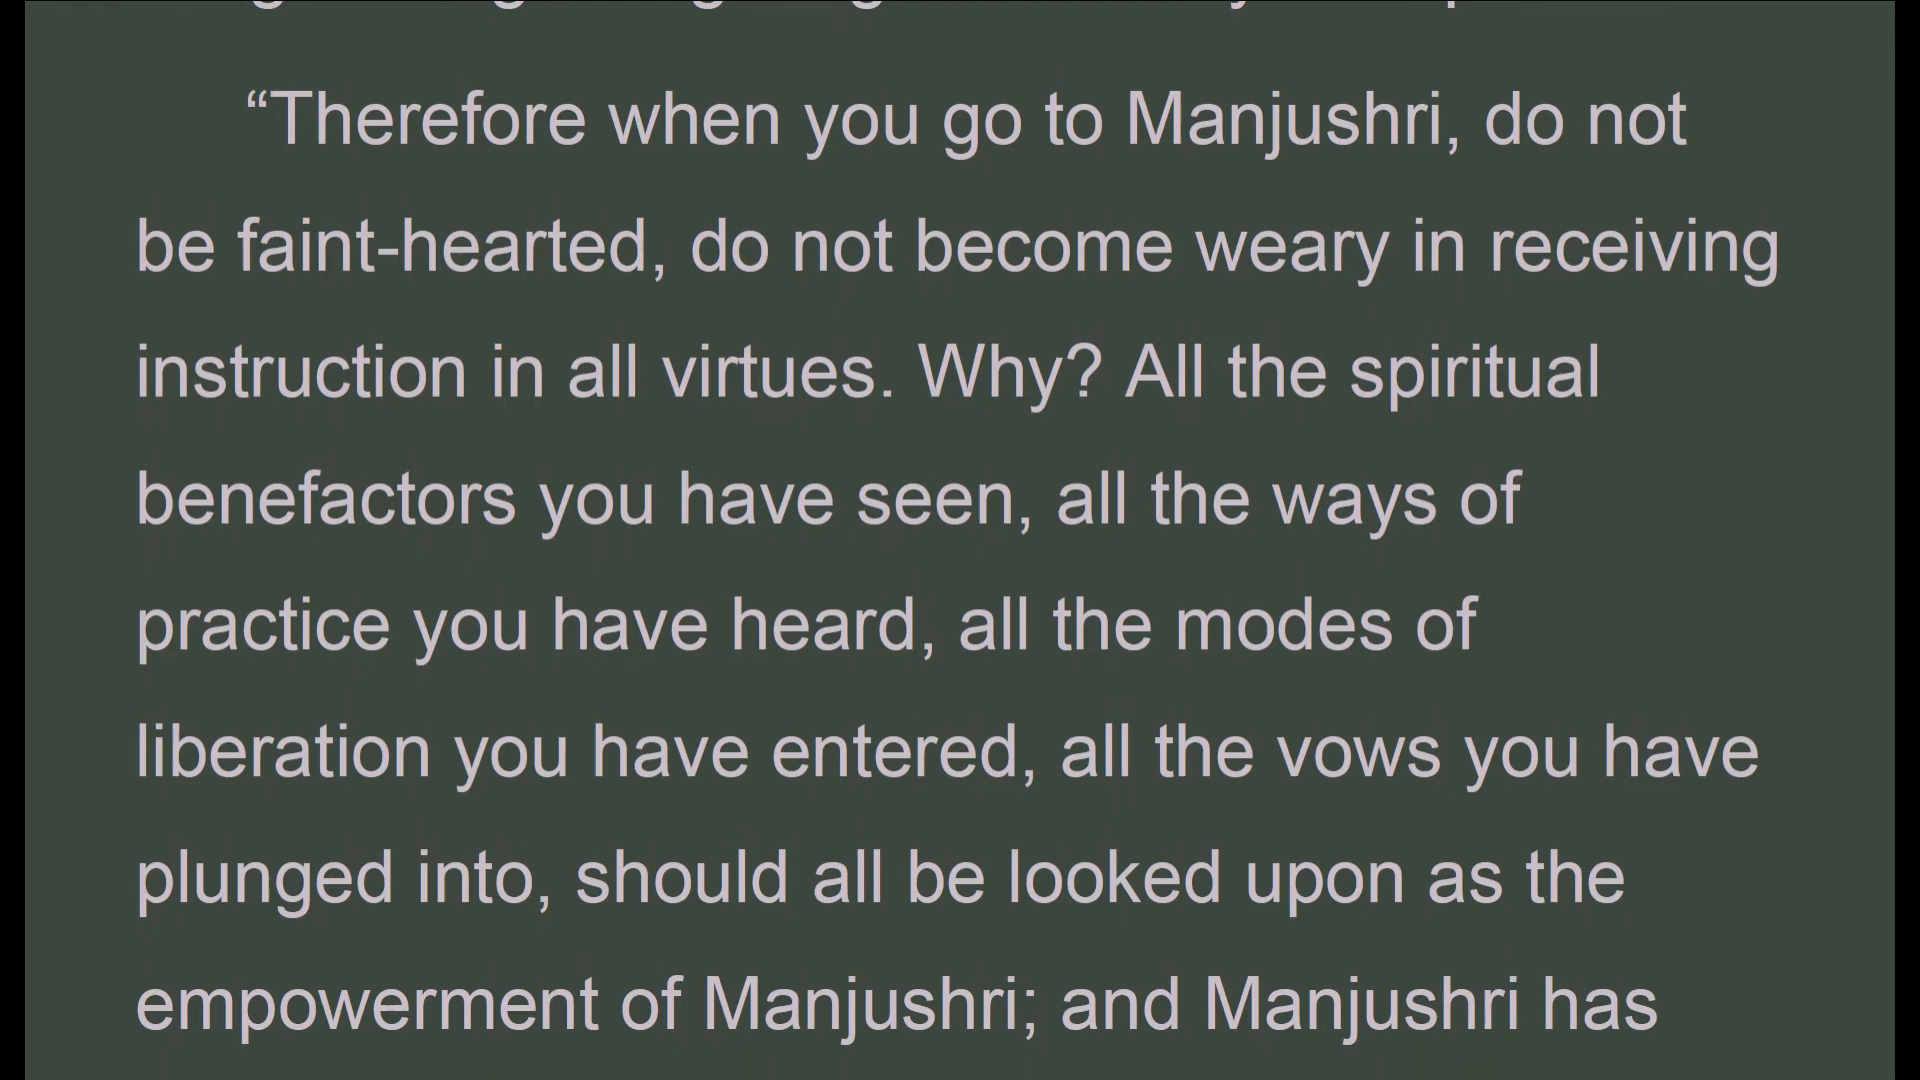 “Therefore when you go to Manjushri, do not
be faint-hearted, do not become weary in receiving
instruction in all virtues. Why? All the spiritual
benefactors you have seen, all the ways of
practice you have heard, all the modes of
liberation you have entered, all the vows you have
plunged into, should all be looked upon as the
empowerment of Manjushri; and Manjushri has